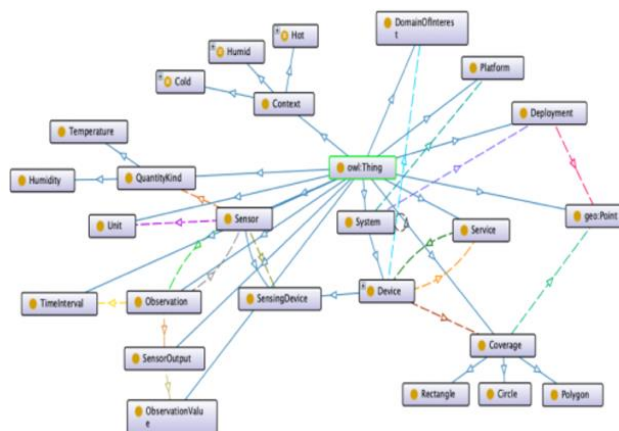 DomainOfInteres
t
Hot
Humid
Platform
Cold
Context
Deployment
Temperature
owl:Thing
Humidity
QuantityKind
Unit
Sensor
System
Service
geo:Point
TimeInterval
Observation
SensingDevice
Device
SensorOutput
Coverage
Rectangle
Circle
Polygon
ObservationValu
e